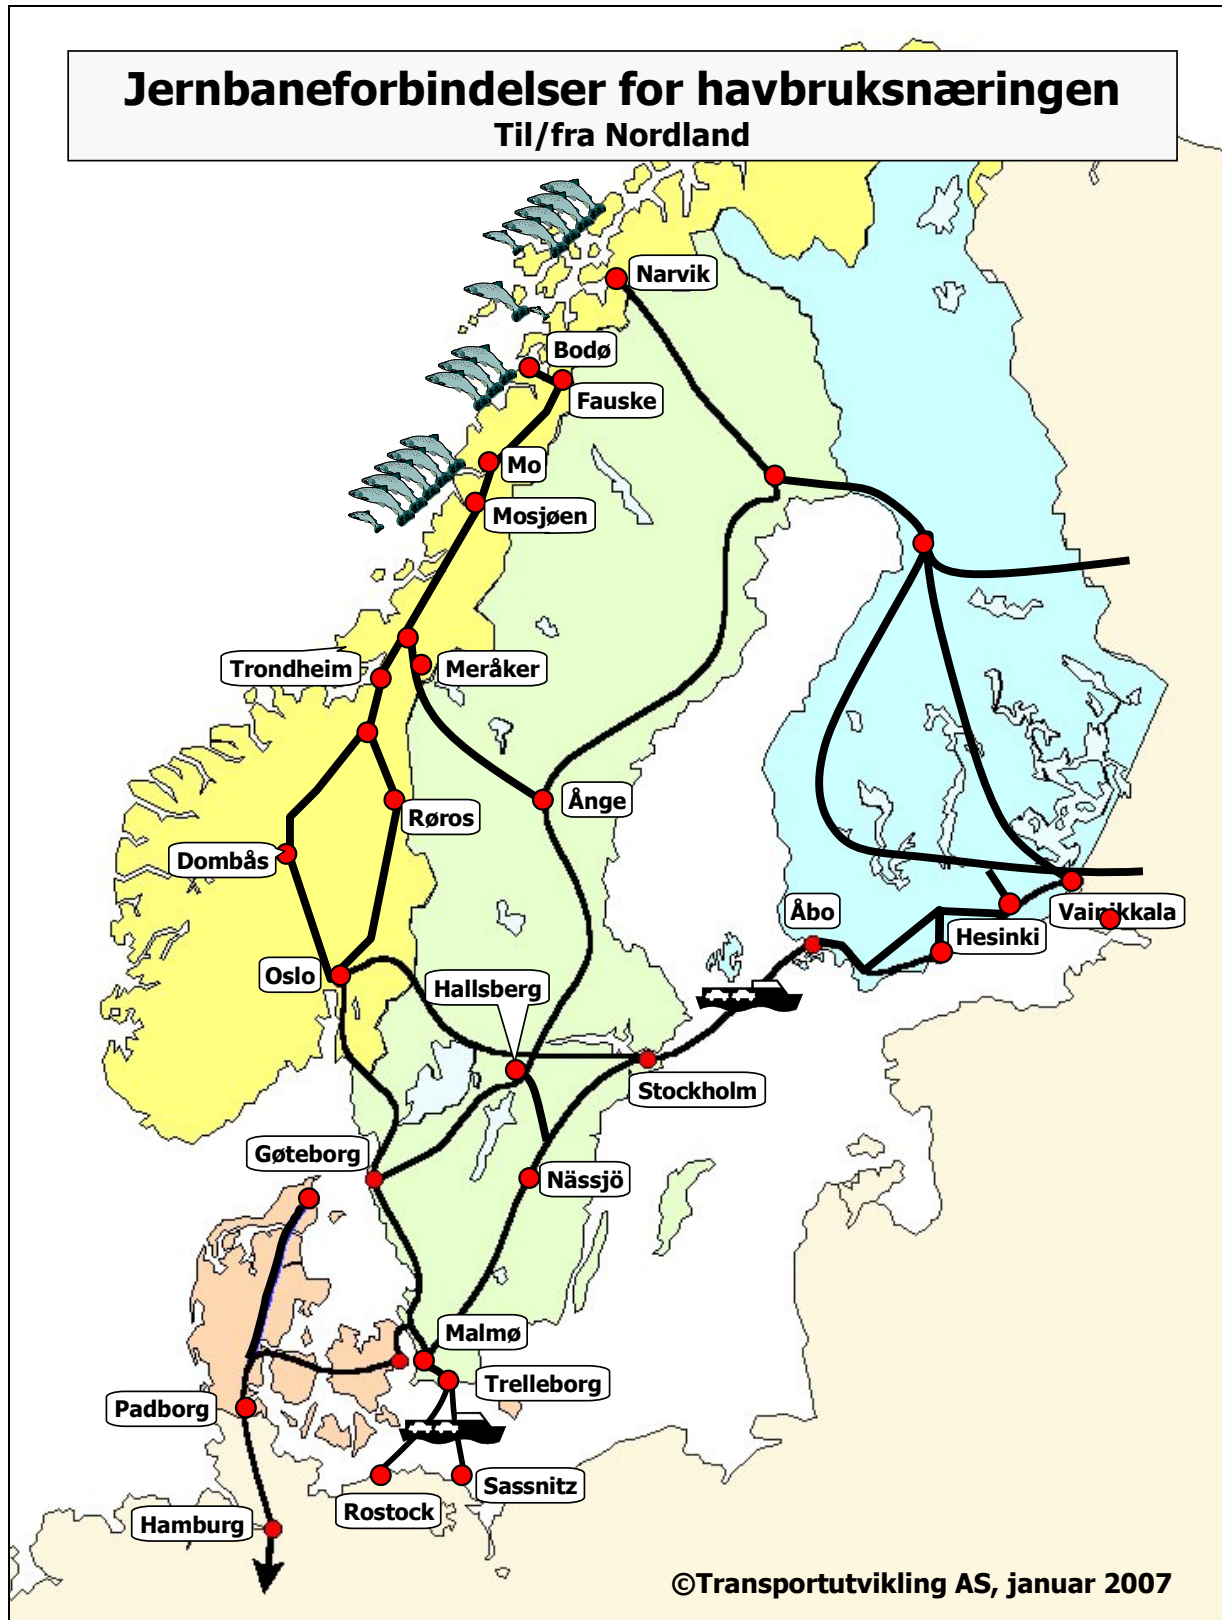 Jernbaneforbindelser for havbruksnæringen
Til/fra Nordland
Narvik
Bodø
Fauske
Mo
Mosjøen
Trondheim
Meråker
Ånge
Røros
Dombås
Åbo
Vainikkala
Hesinki
Oslo
Hallsberg
Stockholm
Gøteborg
Nässjö
Malmø
Trelleborg
Padborg
Sassnitz
Rostock
Hamburg
©Transportutvikling AS, januar 2007